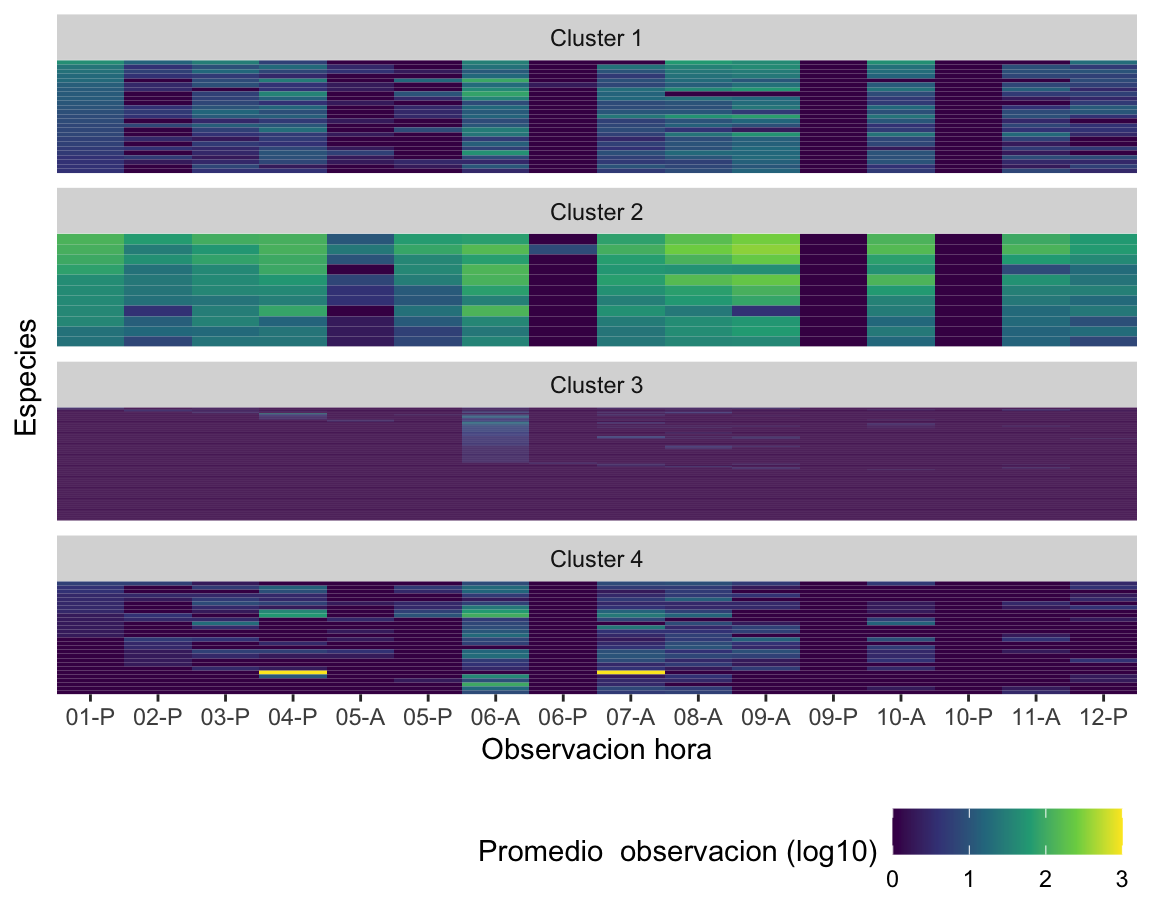 Cluster 1
Cluster 2
Cluster 3
Cluster 4
Especies
01-P 02-P 03-P 04-P 05-A 05-P 06-A 06-P 07-A 08-A 09-A 09-P 10-A 10-P 11-A 12-P
Observacion hora
Promedio  observacion (log10)
0 1 2 3